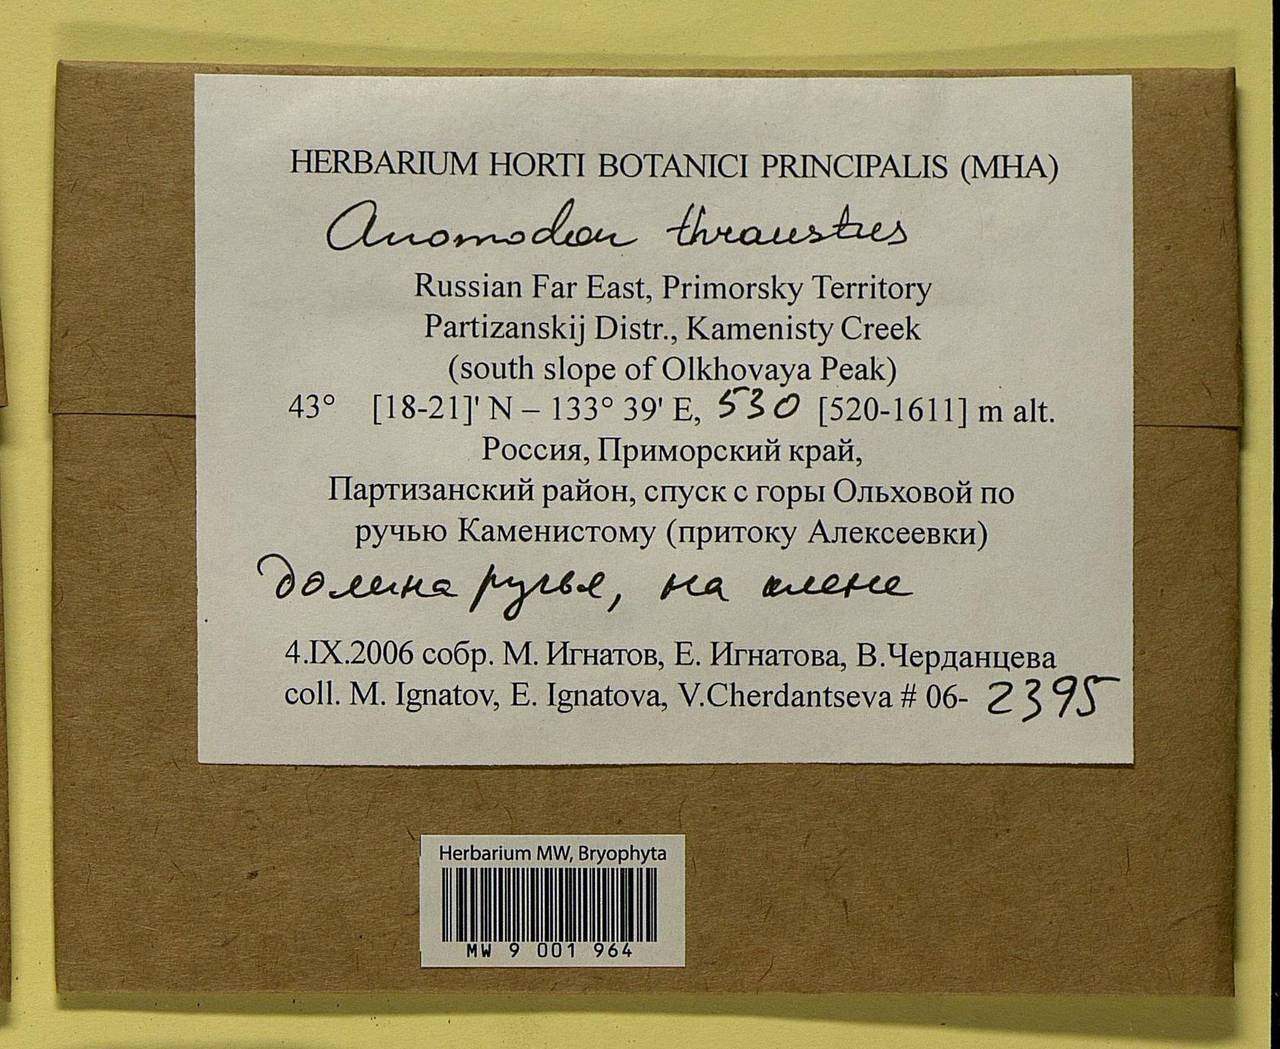 HERBARIUM HORTI BOTANICI PRINCIPALIS (MHA)
Anomodon thraustus
Russian Far East, Primorsky Territory
Partizanskij Distr., Kamenisty Creek
(south slope of Olkhovaya Peak)
43° [18-21]' N – 133° 39' E, 530 [520-1611] m alt.
Россия, Приморский край,
Партизанский район, спуск с горы Ольховой по
ручью Каменистому (притоку Алексеевки)
долина ручья, на клене
4.IX.2006 собр. М. Игнатов, Е. Игнатова, В.Черданцева
coll. M. Ignatov, E. Ignatova, V.Cherdantseva # 06- 2395
Herbarium MW, Bryophyta
MW 9 001 964